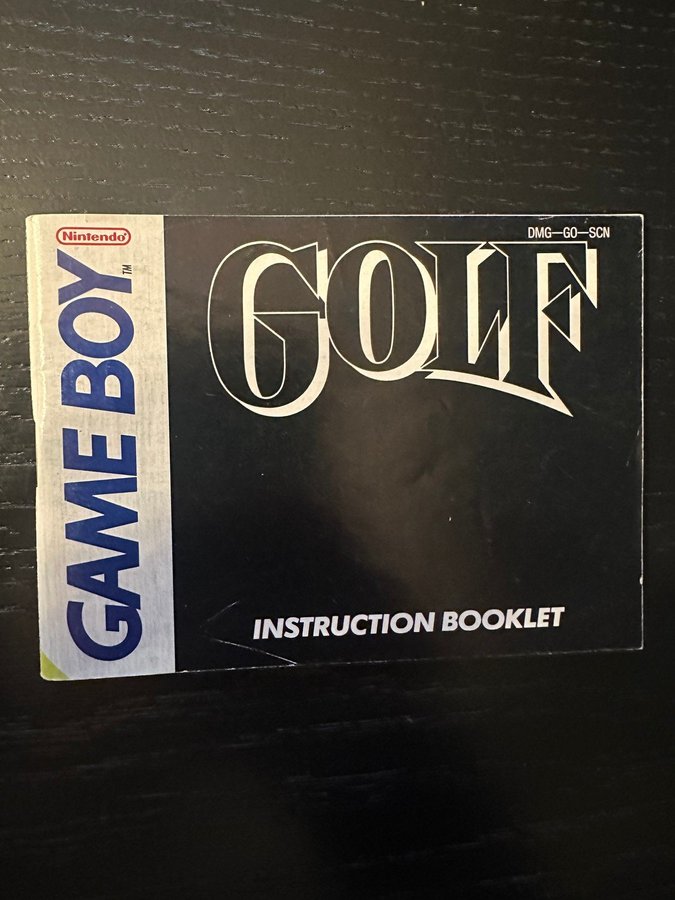 Nintendo
GAME BOY™
DMG-GO-SCN
GOLF
INSTRUCTION BOOKLET